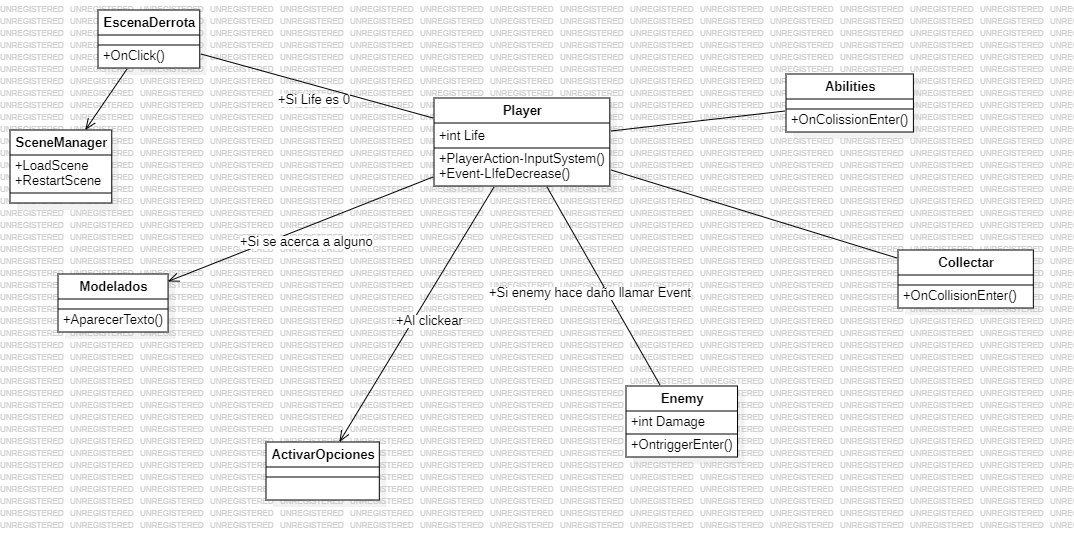 EscenaDerrota
+OnClick()
+Si Life es 0
SceneManager
+LoadScene
+RestartScene
Player
+int Life
+PlayerAction-InputSystem()
+Event-LIfeDecrease()
Abilities
+OnColissionEnter()
+Si se acerca a alguno
Modelados
+AparecerTexto()
Collectar
+OnCollisionEnter()
+Si enemy hace daño llamar Event
+Al clickear
Enemy
+int Damage
+OntriggerEnter()
ActivarOpciones
UNREGISTERED